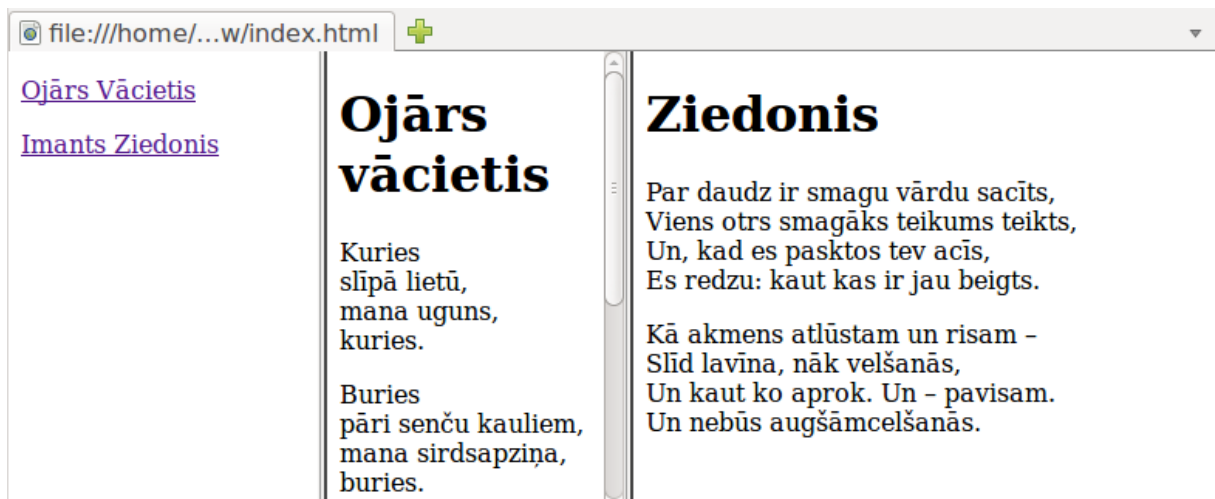 file:///home/...w/index.html
Ojārs Vācietis
Imants Ziedonis
Ojārs
vācietis
Kuries
slīpā lietū,
mana uguns,
kuries.
Buries
pāri senču kauliem,
mana sirdsapziņa,
buries.
Ziedonis
Par daudz ir smagu vārdu sacīts,
Viens otrs smagāks teikums teikts,
Un, kad es pasktos tev acīs,
Es redzu: kaut kas ir jau beigts.
Kā akmens atlūstam un risam –
Slīd lavīna, nāk velšanās,
Un kaut ko aprok. Un – pavisam.
Un nebūs augšāmcelšanās.